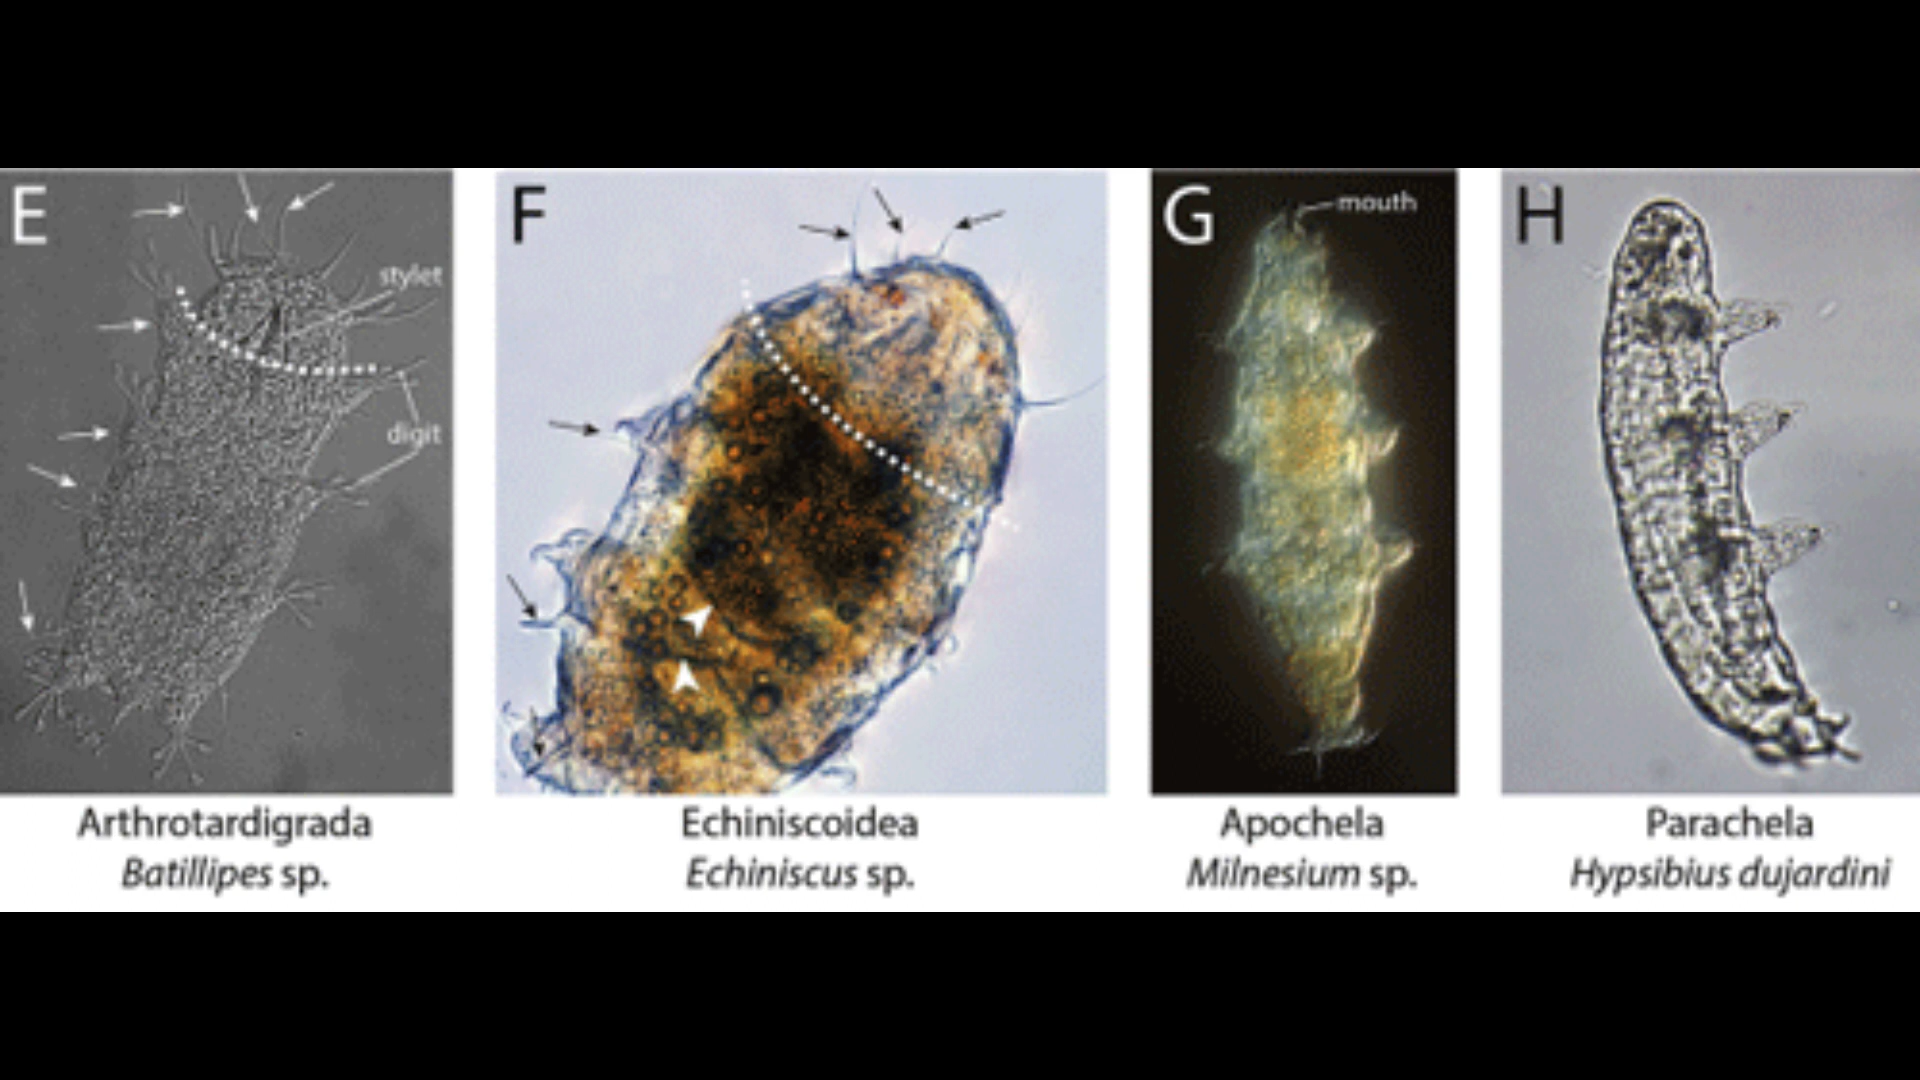 E
stylet
digit
Arthrotardigrada
Batillipes sp.
F
Echiniscoidea
Echiniscus sp.
G
mouth
Apochela
Milnesium sp.
H
Parachela
Hypsibius dujardini